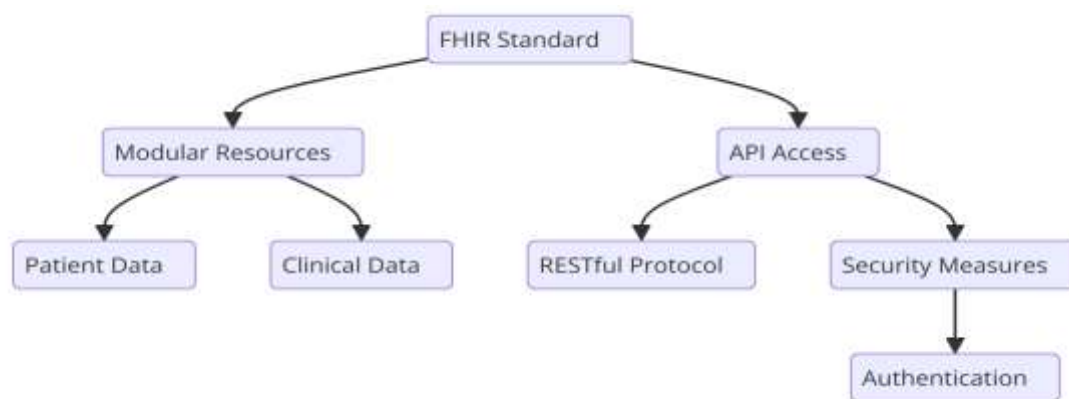 FHIR Standard
Modular Resources
API Access
Patient Data
Clinical Data
RESTful Protocol
Security Measures
Authentication